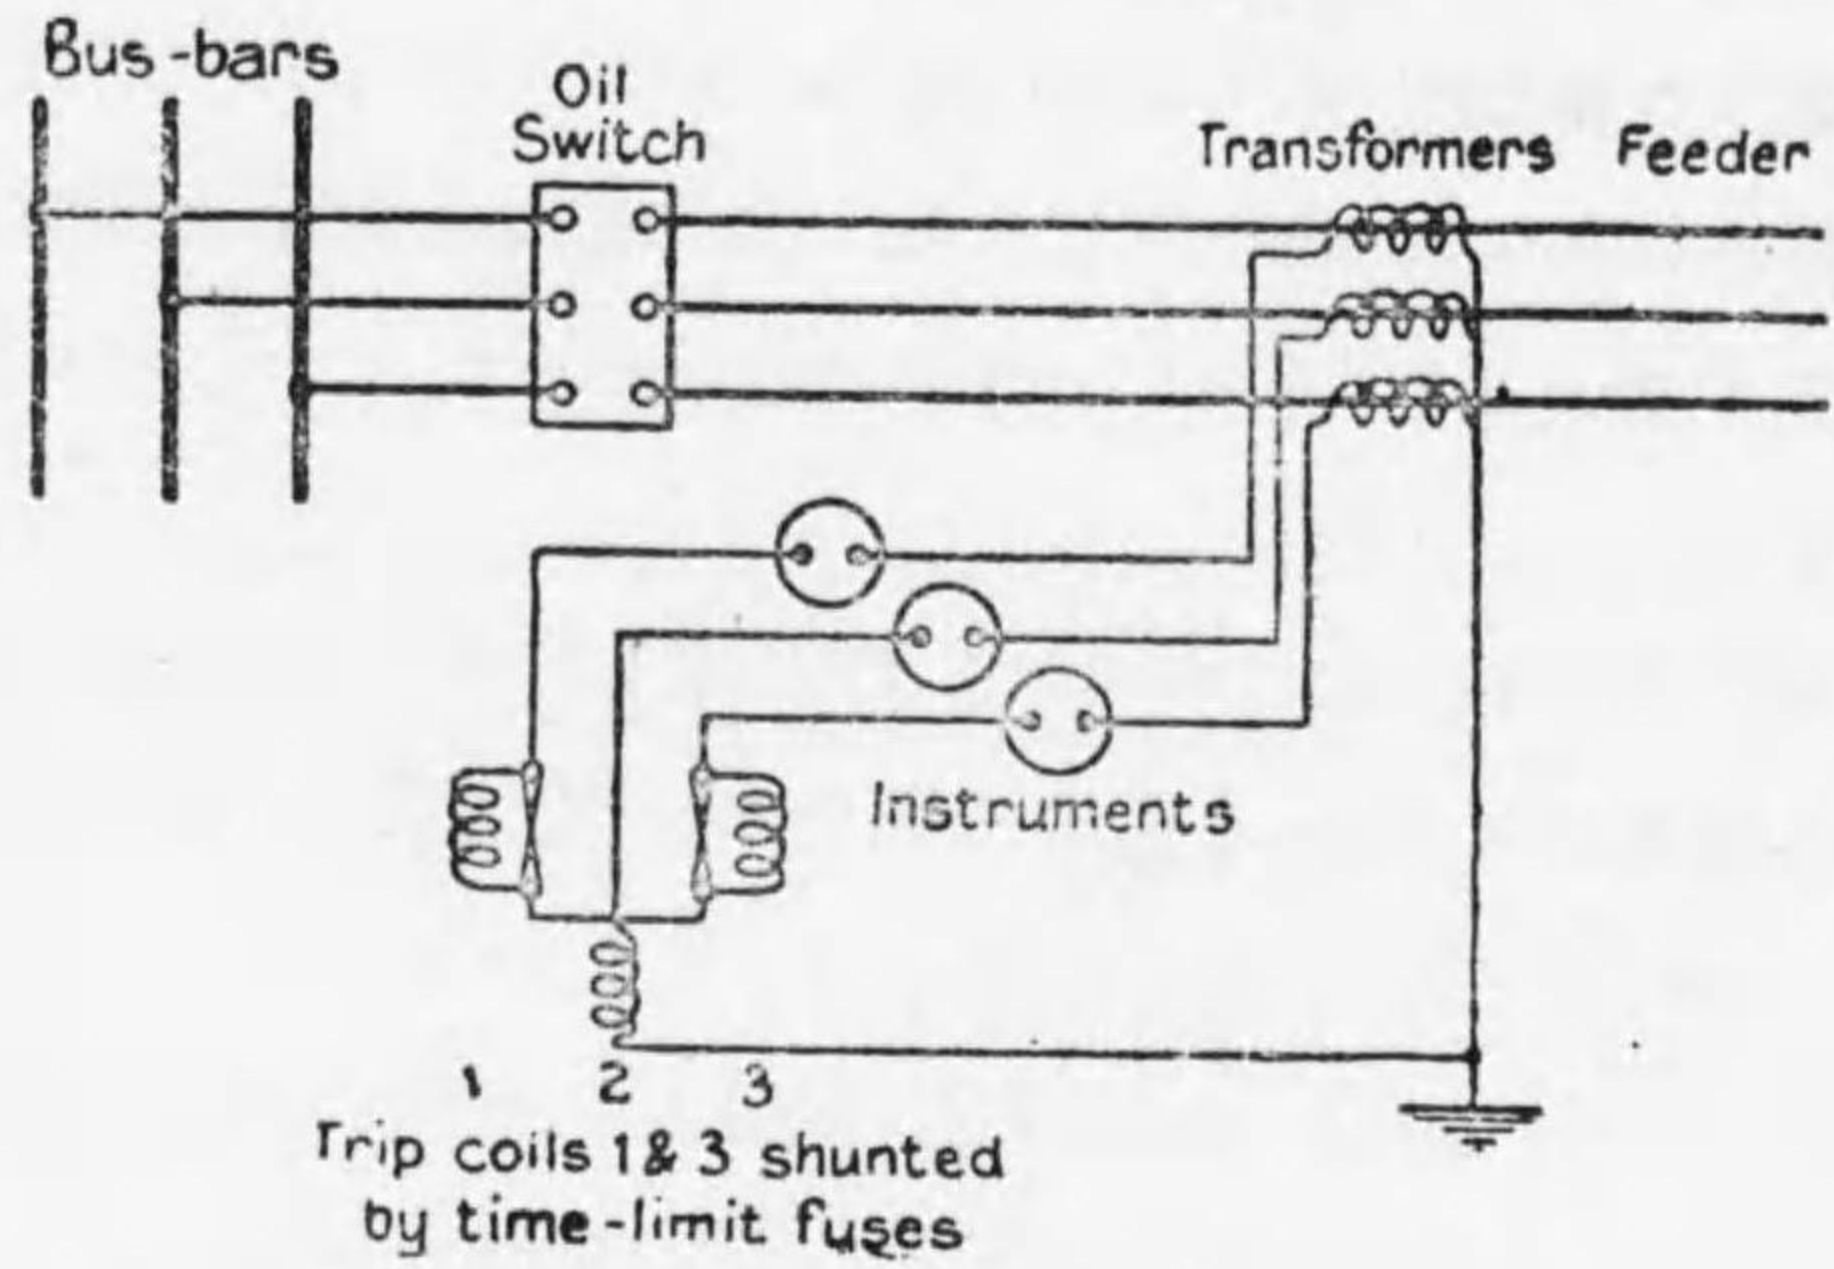 Bus-bars
Oil
Switch
Transformers Feeder
Instruments
1 2 3
Trip coils 1 & 3 shunted
by time-limit fuses